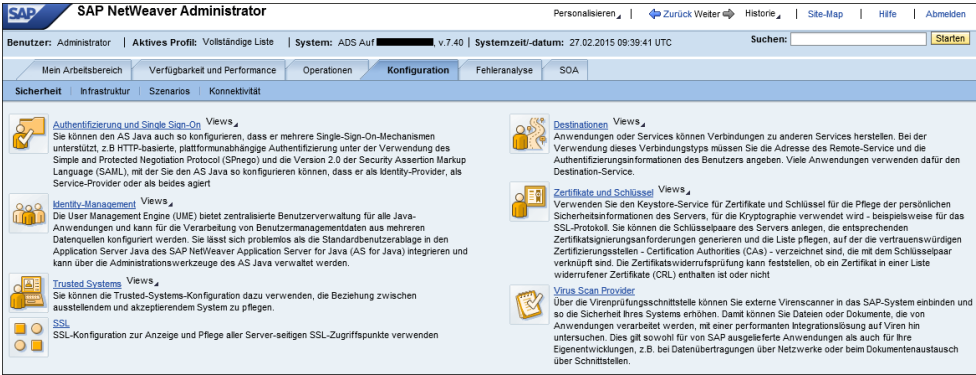 SAP SAP NetWeaver Administrator
Personalisieren | Zurück Weiter Historie | Site-Map | Hilfe | Abmelden
Benutzer: Administrator | Aktives Profil: Vollständige Liste | System: ADS Auf , v.7.40 | Systemzeit/-datum: 27.02.2015 09:39:41 UTC
Suchen: Starten
Mein Arbeitsbereich Verfügbarkeit und Performance Operationen Konfiguration Fehleranalyse SOA
Sicherheit | Infrastruktur | Szenarios | Konnektivität
Authentifizierung und Single Sign-On Views
Sie können den AS Java auch so konfigurieren, dass er mehrere Single-Sign-On-Mechanismen
unterstützt, z.B HTTP-basierte, plattformunabhängige Authentifizierung unter der Verwendung des
Simple and Protected Negotiation Protocol (SPnego) und die Version 2.0 der Security Assertion Markup
Language (SAML), mit der Sie den AS Java so konfigurieren können, dass er als Identity-Provider, als
Service-Provider oder als beides agiert
Identity-Management Views
Die User Management Engine (UME) bietet zentralisierte Benutzerverwaltung für alle Java-
Anwendungen und kann für die Verarbeitung von Benutzermanagementdaten aus mehreren
Datenquellen konfiguriert werden. Sie lässt sich problemlos als die Standardbenutzerablage in den
Application Server Java des SAP NetWeaver Application Server for Java (AS for Java) integrieren und
kann über die Administrationswerkzeuge des AS Java verwaltet werden.
Trusted Systems Views
Sie können die Trusted-Systems-Konfiguration dazu verwenden, die Beziehung zwischen
ausstellendem und akzeptierendem System zu pflegen.
SSL
SSL-Konfiguration zur Anzeige und Pflege aller Server-seitigen SSL-Zugriffspunkte verwenden
Destinationen Views
Anwendungen oder Services können Verbindungen zu anderen Services herstellen. Bei der
Verwendung dieses Verbindungstyps müssen Sie die Adresse des Remote-Service und die
Authentifizierungsinformationen des Benutzers angeben. Viele Anwendungen verwenden dafür den
Destination-Service.
Zertifikate und Schlüssel Views
Verwenden Sie den Keystore-Service für Zertifikate und Schlüssel für die Pflege der persönlichen
Sicherheitsinformationen des Servers, für die Kryptographie verwendet wird - beispielsweise für das
SSL-Protokoll. Sie können die Schlüsselpaare des Servers anlegen, die entsprechenden
Zertifikatsignierungsanforderungen generieren und die Liste pflegen, auf der die vertrauenswürdigen
Zertifizierungsstellen - Certification Authorities (CAs) - verzeichnet sind, die mit dem Schlüsselpaar
verknüpft sind. Die Zertifikatswiderrufsprüfung kann feststellen, ob ein Zertifikat in einer Liste
widerrufener Zertifikate (CRL) enthalten ist oder nicht
Virus Scan Provider
Über die Virenprüfungsschnittstelle können Sie externe Virenscanner in das SAP-System einbinden und
so die Sicherheit Ihres Systems erhöhen. Damit können Sie Dateien oder Dokumente, die von
Anwendungen verarbeitet werden, mit einer performanten Integrationslösung auf Viren hin
untersuchen. Dies gilt sowohl für von SAP ausgelieferte Anwendungen als auch für Ihre
Eigenentwicklungen, z.B. bei Datenübertragungen über Netzwerke oder beim Dokumentenaustausch
über Schnittstellen.